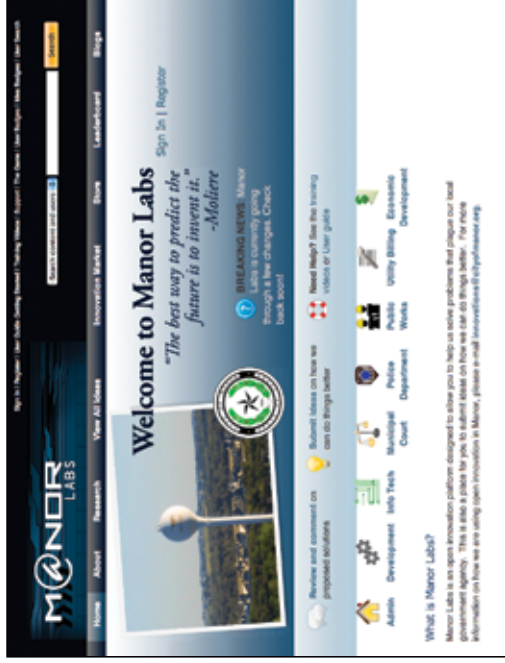 Sign In | Register | User Guide | Getting Started | Training Videos | Support | The Game | User Badges | Idea Badges | User Search
M@NOR
LABS
Search content and users
Search
Home About Research View All Ideas Innovation Market Store Leaderboard Blogs
Welcome to Manor Labs
Sign In | Register
"The best way to predict the
future is to invent it."
-Moliere
BREAKING NEWS: Manor
Labs is currently going
through a few changes. Check
back soon!
Review and comment on
proposed solutions
Submit Ideas on how we
can do things better
Need Help? See the training
videos or User guide
Admin Development Info Tech Municipal
Court Police
Department Public
Works Utility Billing Economic
Development
What is Manor Labs?
Manor Labs is an open innovation platform designed to allow you to help us solve problems that plague our local
government agency. This is also a place for you to submit ideas on how we can do things better. For more
information on how we are using open innovation in Manor, please e-mail